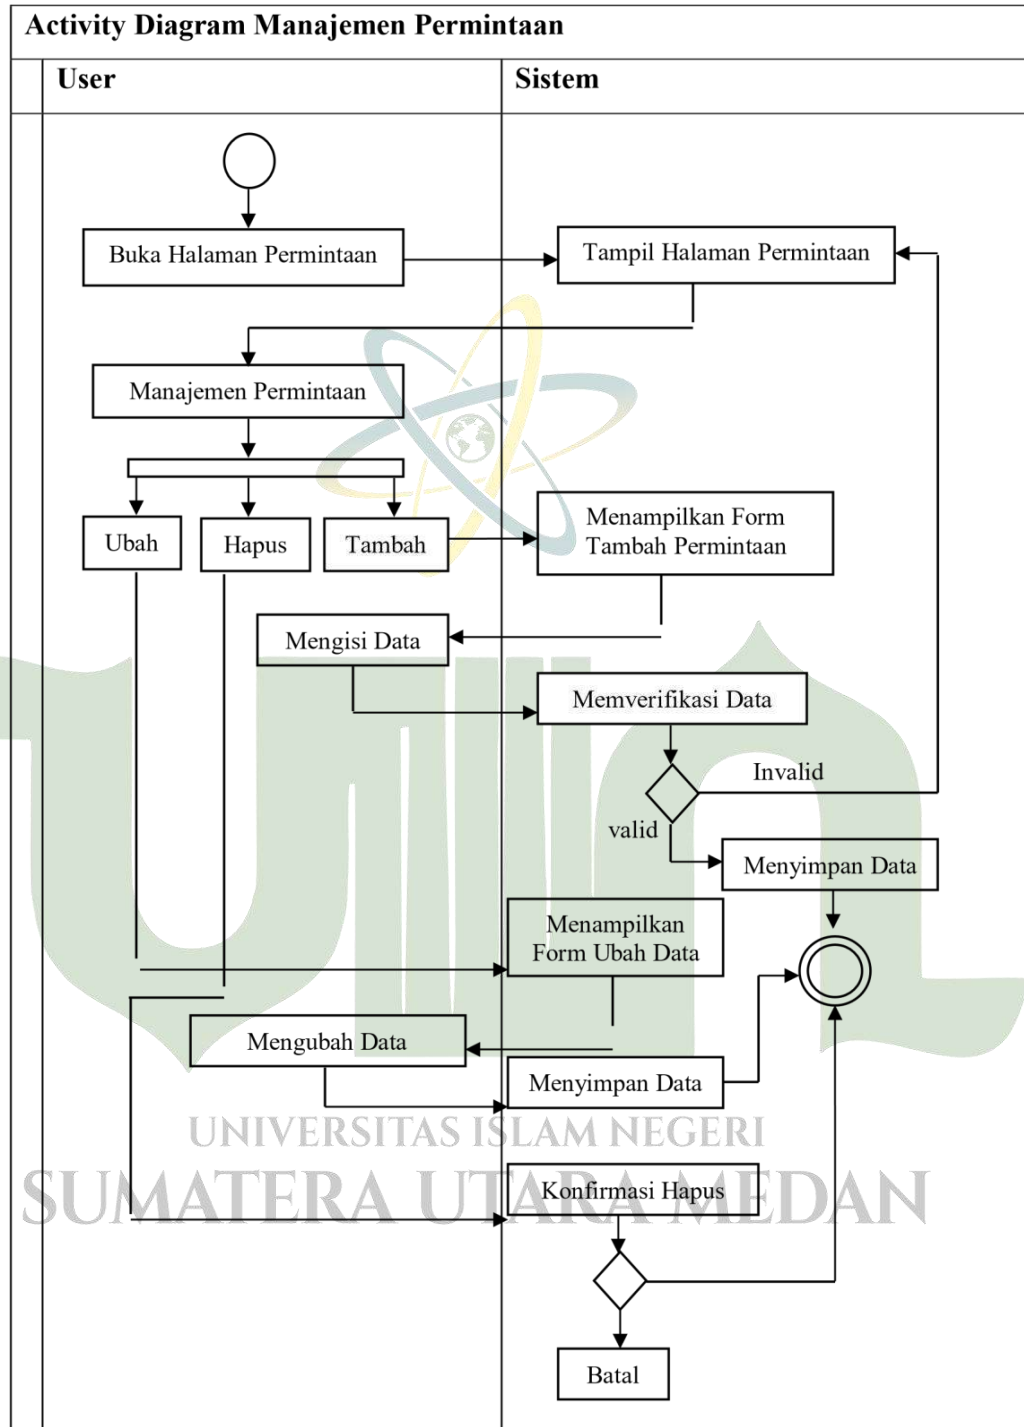 Activity Diagram Manajemen Permintaan
User
Sistem
Buka Halaman Permintaan
Tampil Halaman Permintaan
Manajemen Permintaan
Ubah
Hapus
Tambah
Menampilkan Form
Tambah Permintaan
Mengisi Data
Memverifikasi Data
Invalid
valid
Menyimpan Data
Menampilkan
Form Ubah Data
Mengubah Data
Menyimpan Data
UNIVERSITAS ISLAM NEGERI
SUMATERA UTARA MEDAN
Konfirmasi Hapus
Batal